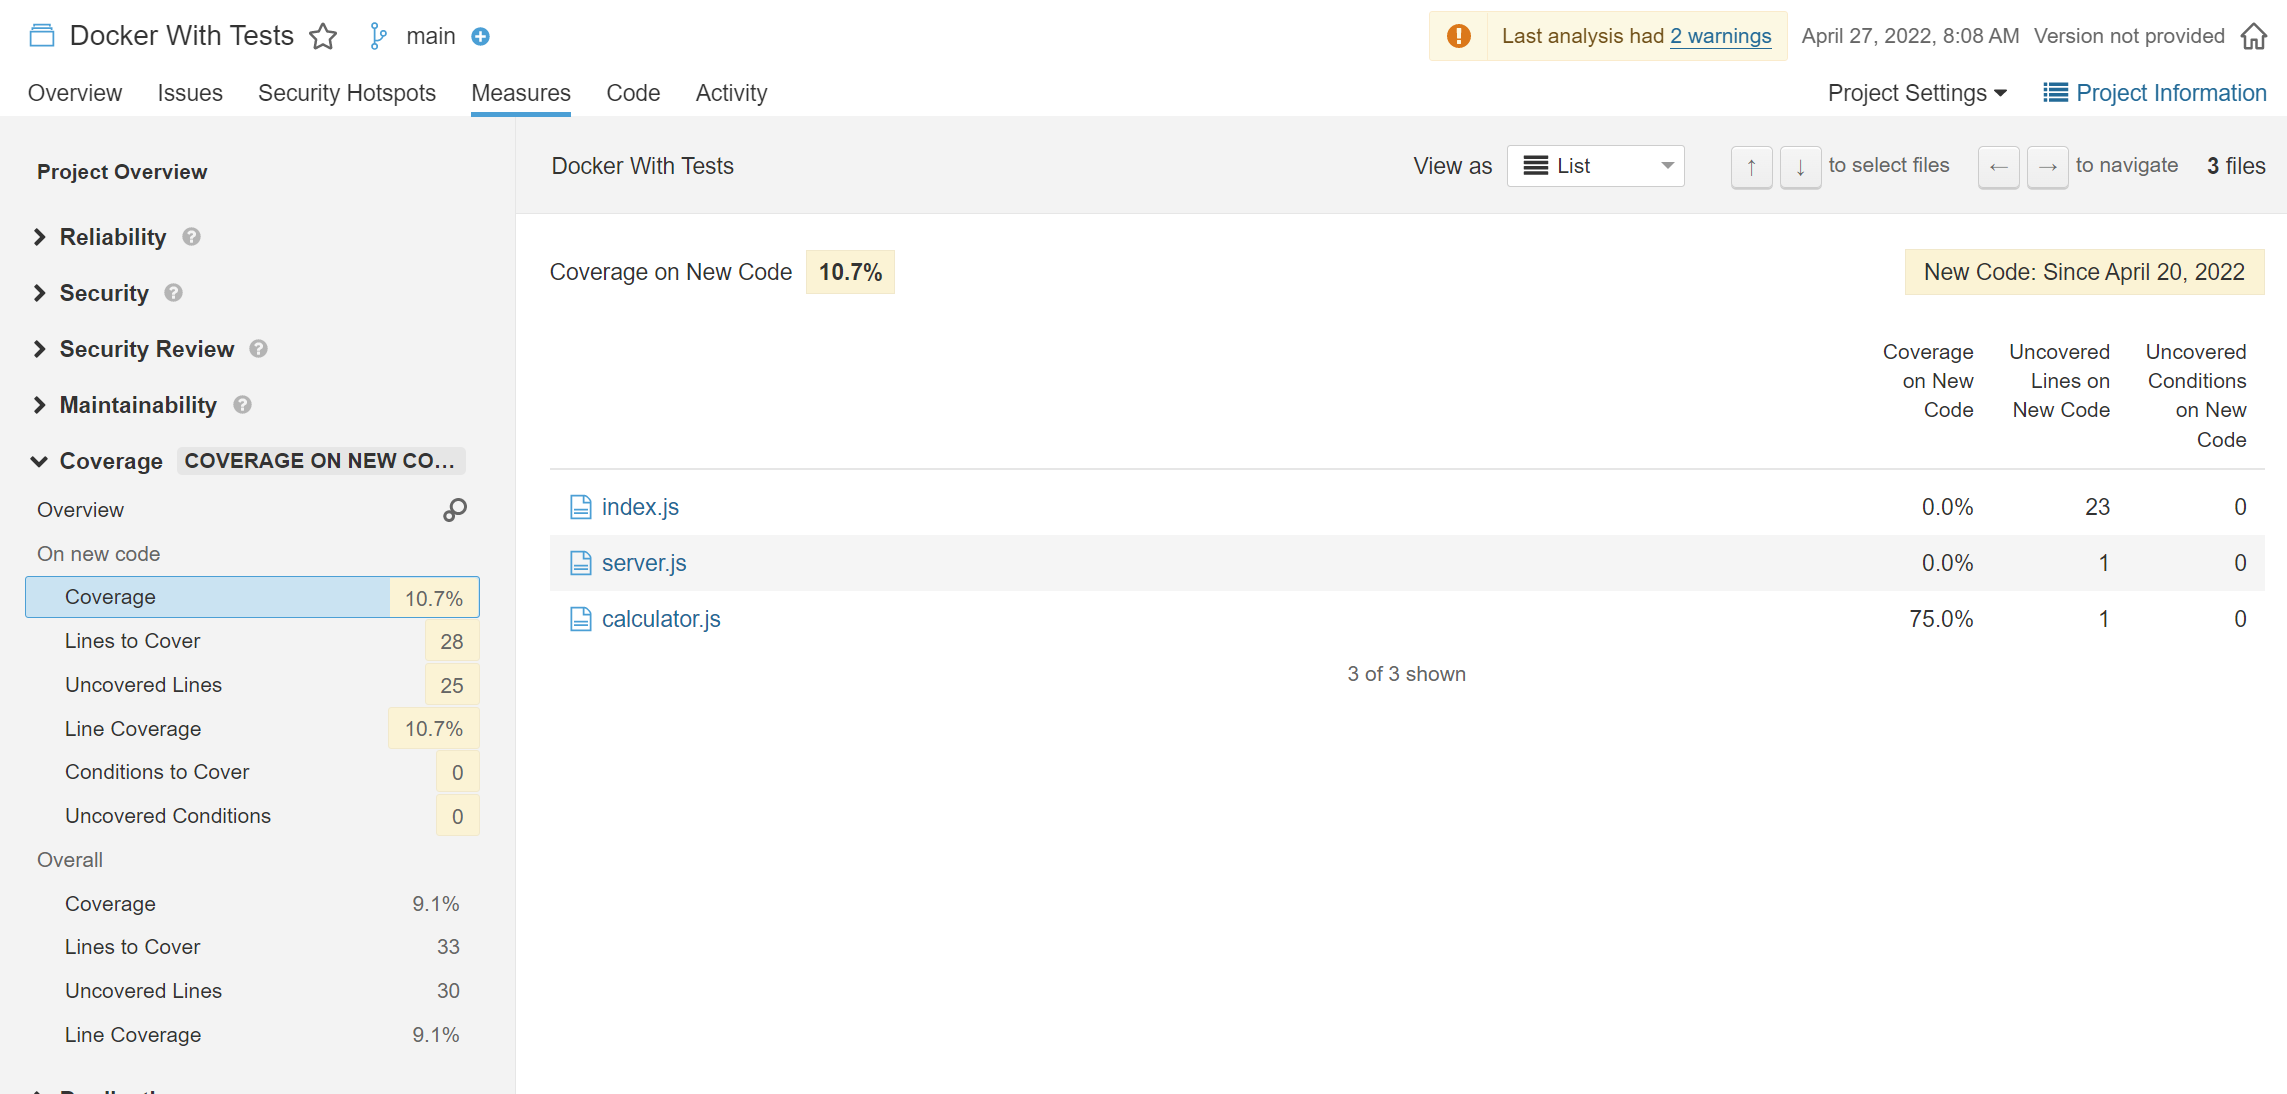 Docker With Tests main
Last analysis had 2 warnings April 27, 2022, 8:08 AM Version not provided
Overview Issues Security Hotspots Measures Code Activity
Project Settings Project Information
Project Overview
Reliability
Security
Security Review
Maintainability
Coverage COVERAGE ON NEW CO...
Overview
On new code
Coverage 10.7%
Lines to Cover 28
Uncovered Lines 25
Line Coverage 10.7%
Conditions to Cover 0
Uncovered Conditions 0
Overall
Coverage 9.1%
Lines to Cover 33
Uncovered Lines 30
Line Coverage 9.1%
Docker With Tests
View as List ↑ ↓ to select files ← → to navigate 3 files
Coverage on New Code 10.7%
New Code: Since April 20, 2022
Coverage on New Code
Uncovered Lines on New Code
Uncovered Conditions on New Code
index.js 0.0% 23 0
server.js 0.0% 1 0
calculator.js 75.0% 1 0
3 of 3 shown